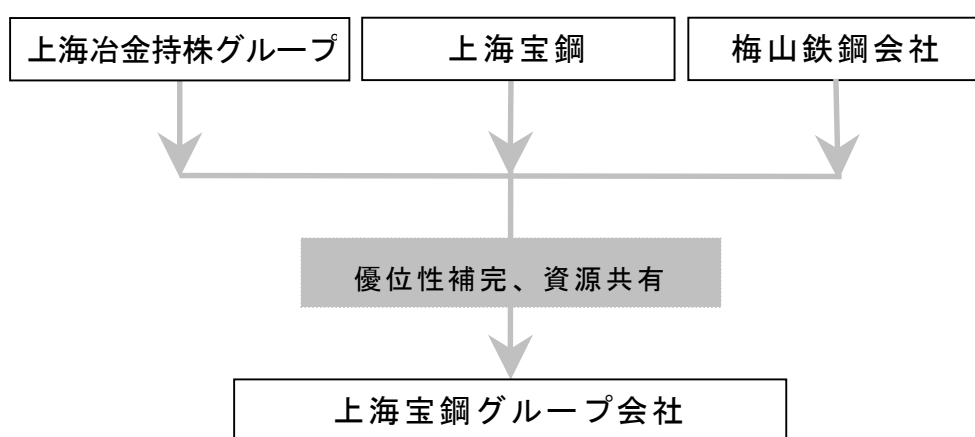 上海冶金持株グループ
上海宝鋼
梅山鉄鋼会社
優位性補完、資源共有
上海宝鋼グループ会社